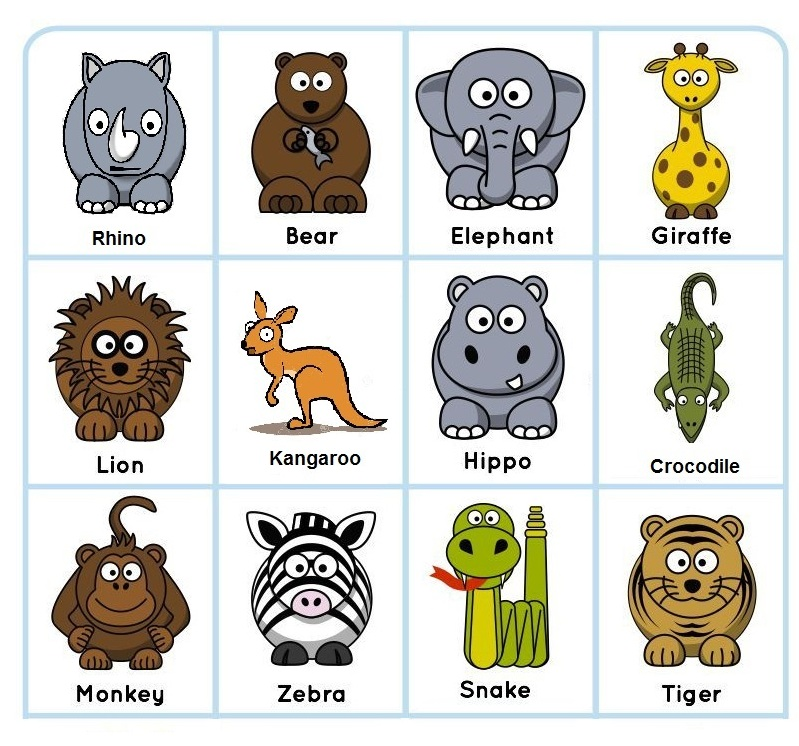 Rhino
Bear
Elephant
Giraffe
Lion
Kangaroo
Hippo
Crocodile
Monkey
Zebra
Snake
Tiger